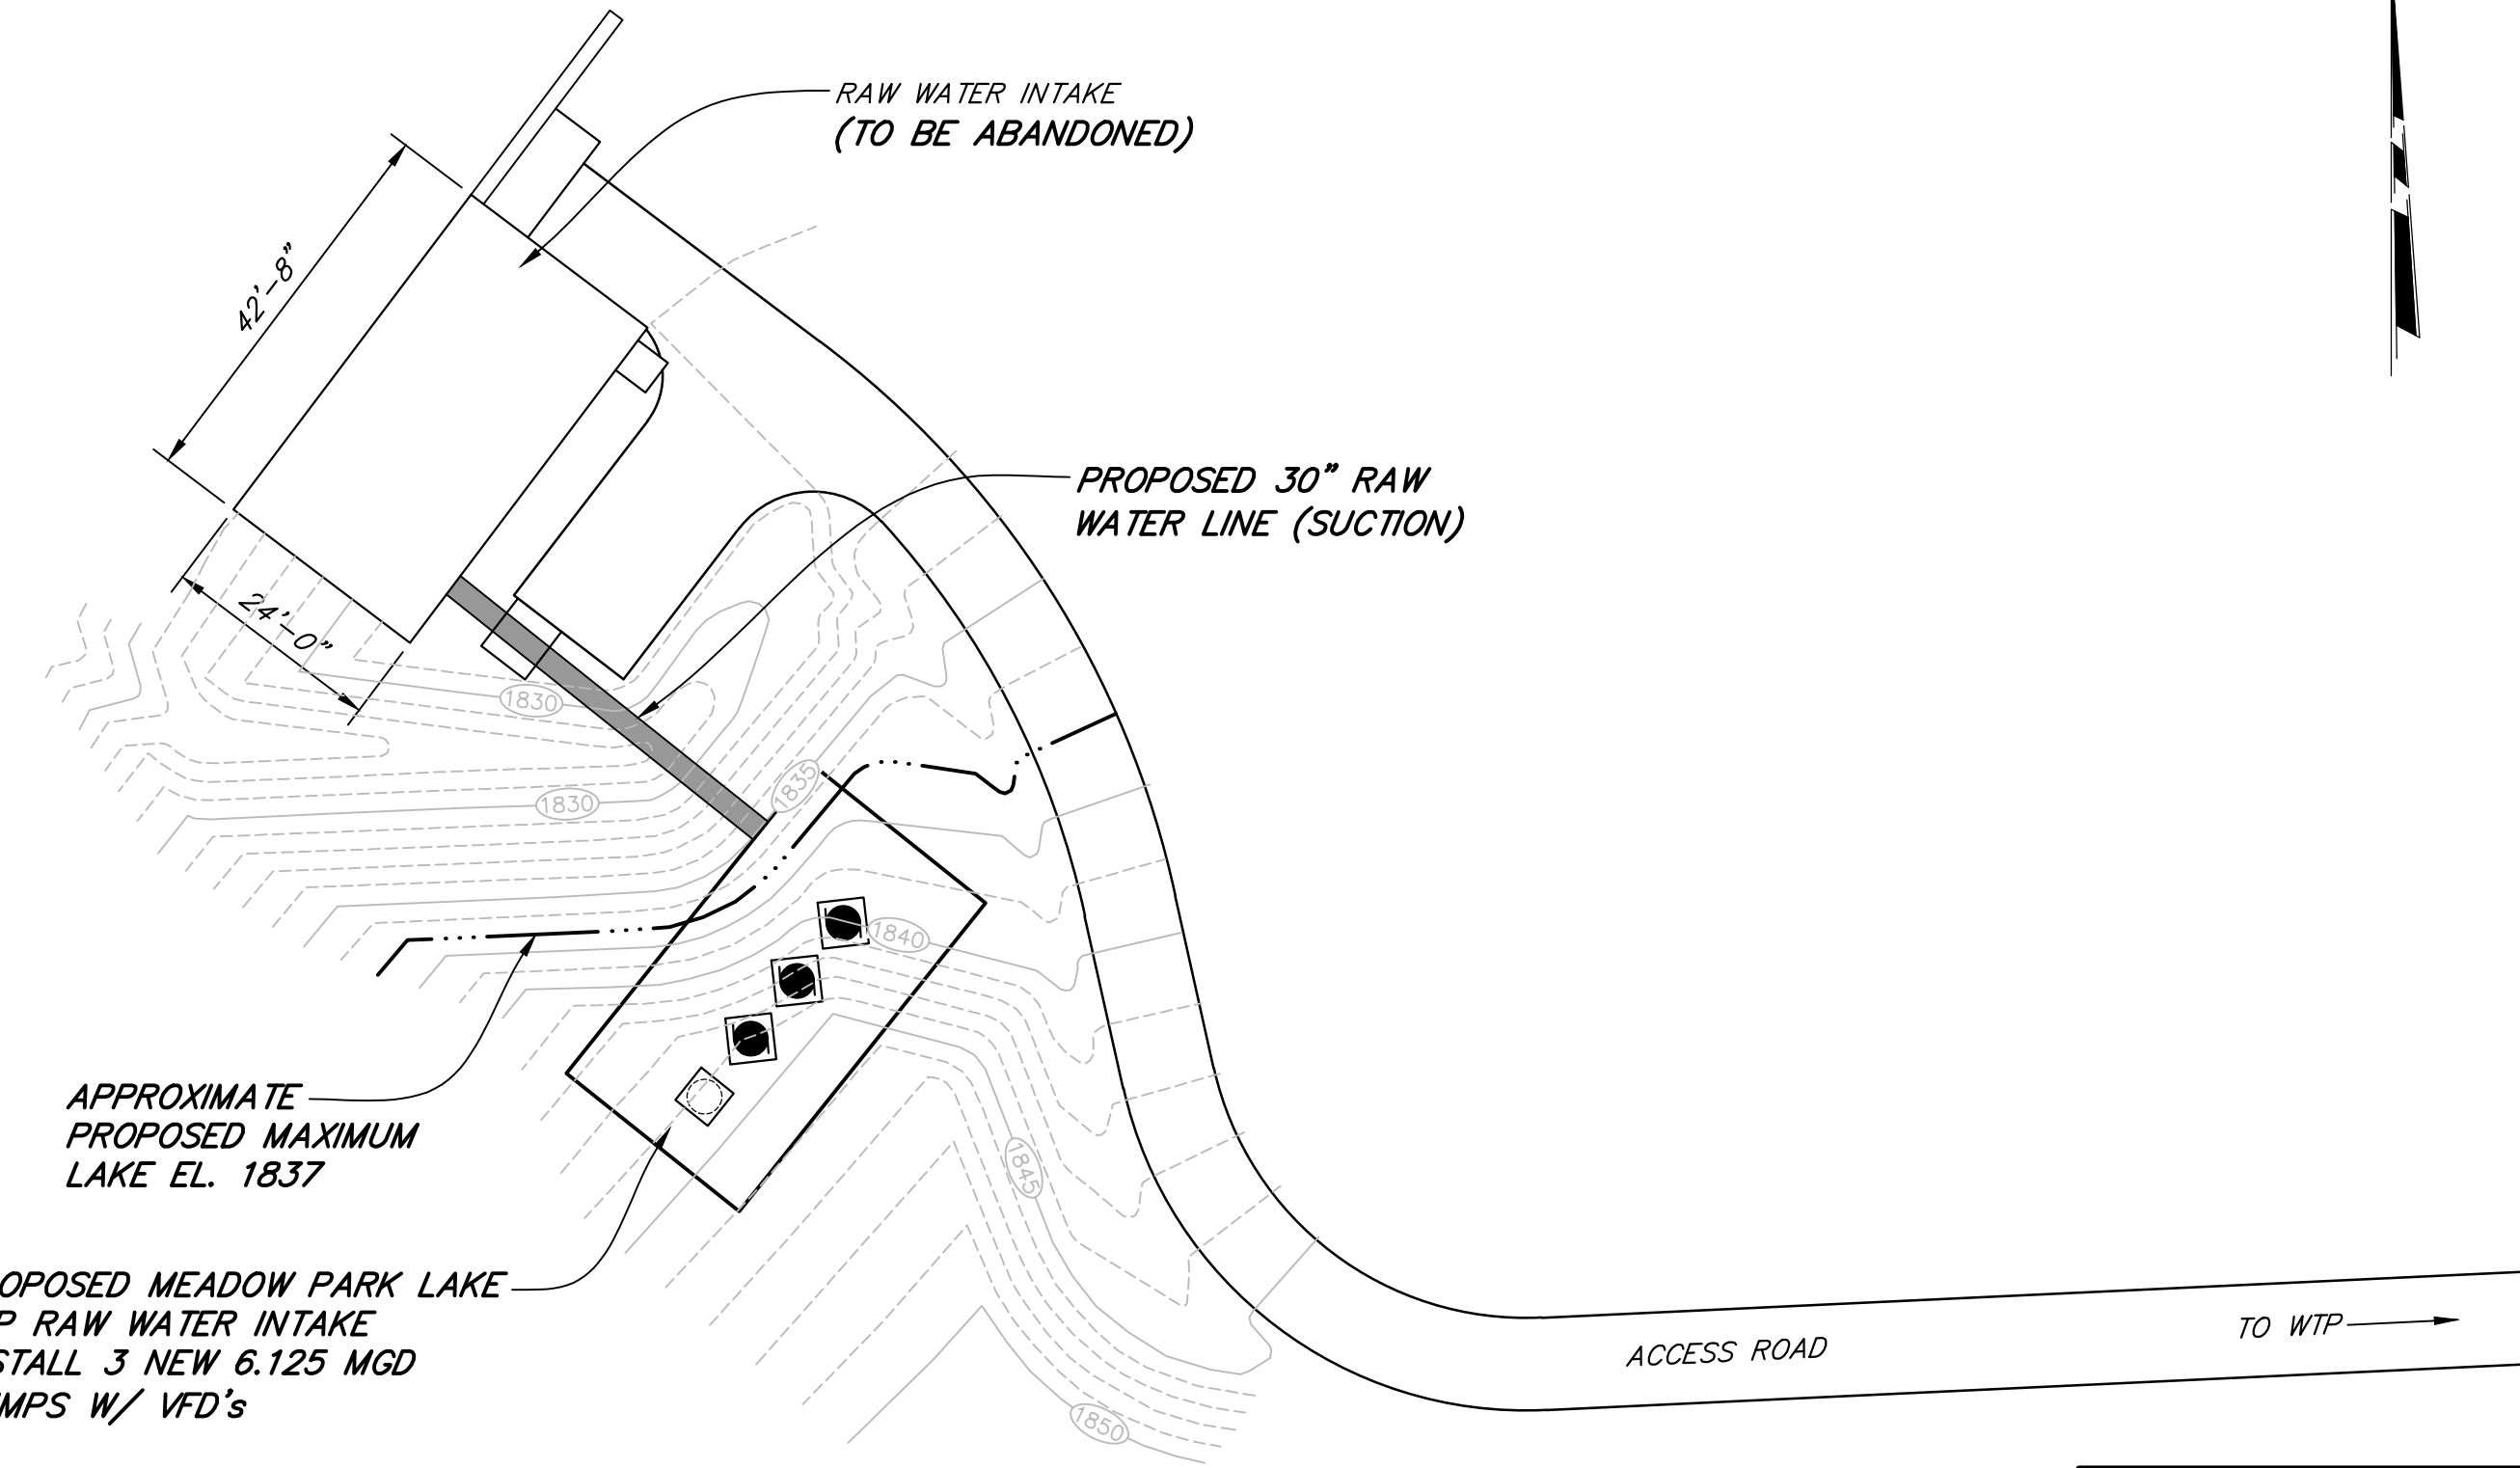 RAW WATER INTAKE
(TO BE ABANDONED)
42'-8"
PROPOSED 30" RAW
WATER LINE (SUCTION)
24'-0"
1830
1835
1830
1840
APPROXIMATE
PROPOSED MAXIMUM
LAKE EL. 1837
1845
OPOSED MEADOW PARK LAKE
P RAW WATER INTAKE
STALL 3 NEW 6.125 MGD
MPS W/ VFD's
TO WTP
ACCESS ROAD
1850